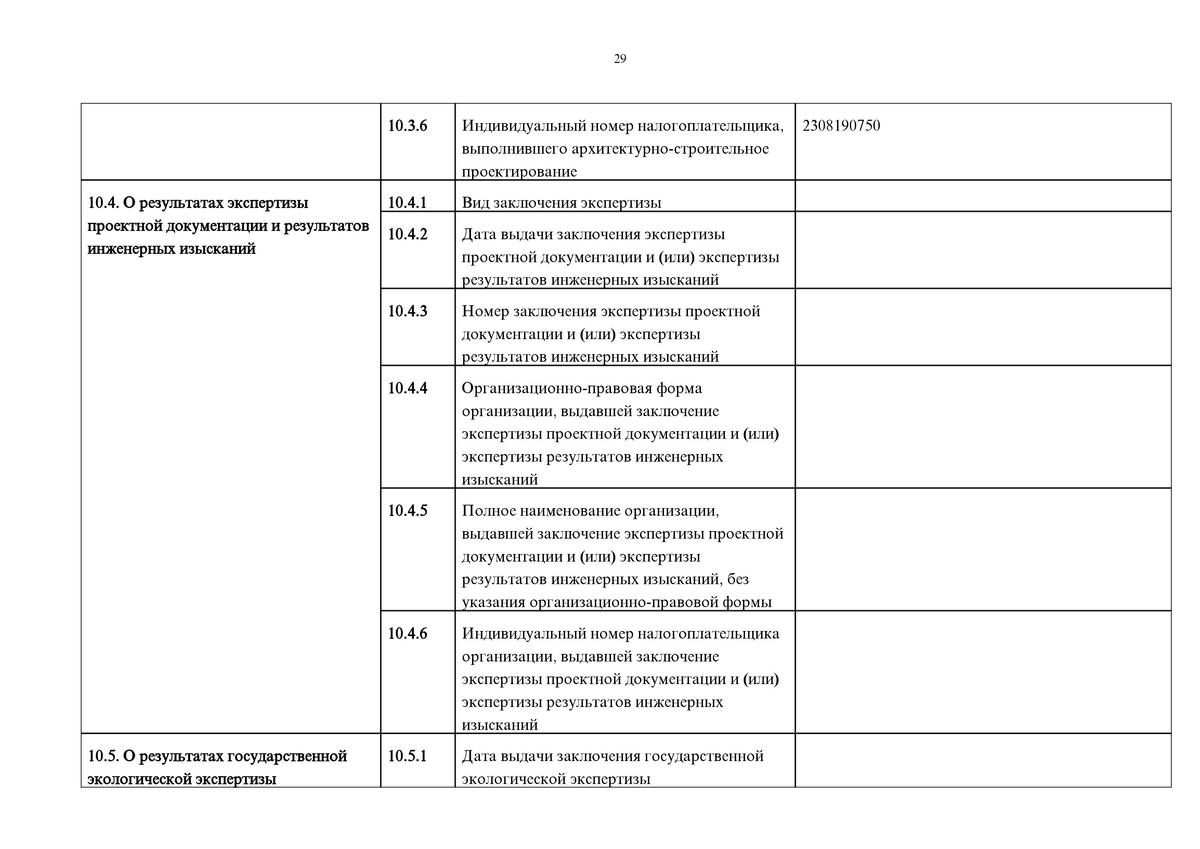 29
10.3.6
Индивидуальный номер налогоплательщика,
выполнившего архитектурно-строительное
проектирование
2308190750
10.4. О результатах экспертизы
проектной документации и результатов
инженерных изысканий
10.4.1
Вид заключения экспертизы
10.4.2
Дата выдачи заключения экспертизы
проектной документации и (или) экспертизы
результатов инженерных изысканий
10.4.3
Номер заключения экспертизы проектной
документации и (или) экспертизы
результатов инженерных изысканий
10.4.4
Организационно-правовая форма
организации, выдавшей заключение
экспертизы проектной документации и (или)
экспертизы результатов инженерных
изысканий
10.4.5
Полное наименование организации,
выдавшей заключение экспертизы проектной
документации и (или) экспертизы
результатов инженерных изысканий, без
указания организационно-правовой формы
10.4.6
Индивидуальный номер налогоплательщика
организации, выдавшей заключение
экспертизы проектной документации и (или)
экспертизы результатов инженерных
изысканий
10.5. О результатах государственной
экологической экспертизы
10.5.1
Дата выдачи заключения государственной
экологической экспертизы